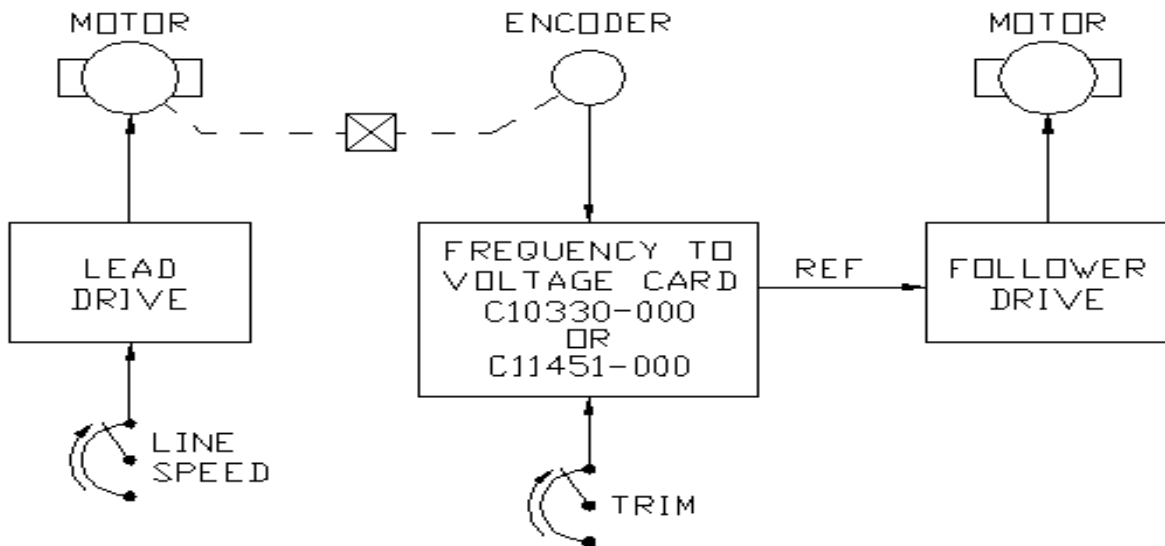 MOTOR
ENCODER
MOTOR
LEAD
DRIVE
FREQUENCY TO
VOLTAGE CARD
C10330-000
OR
C11451-000
REF
FOLLOWER
DRIVE
LINE
SPEED
TRIM